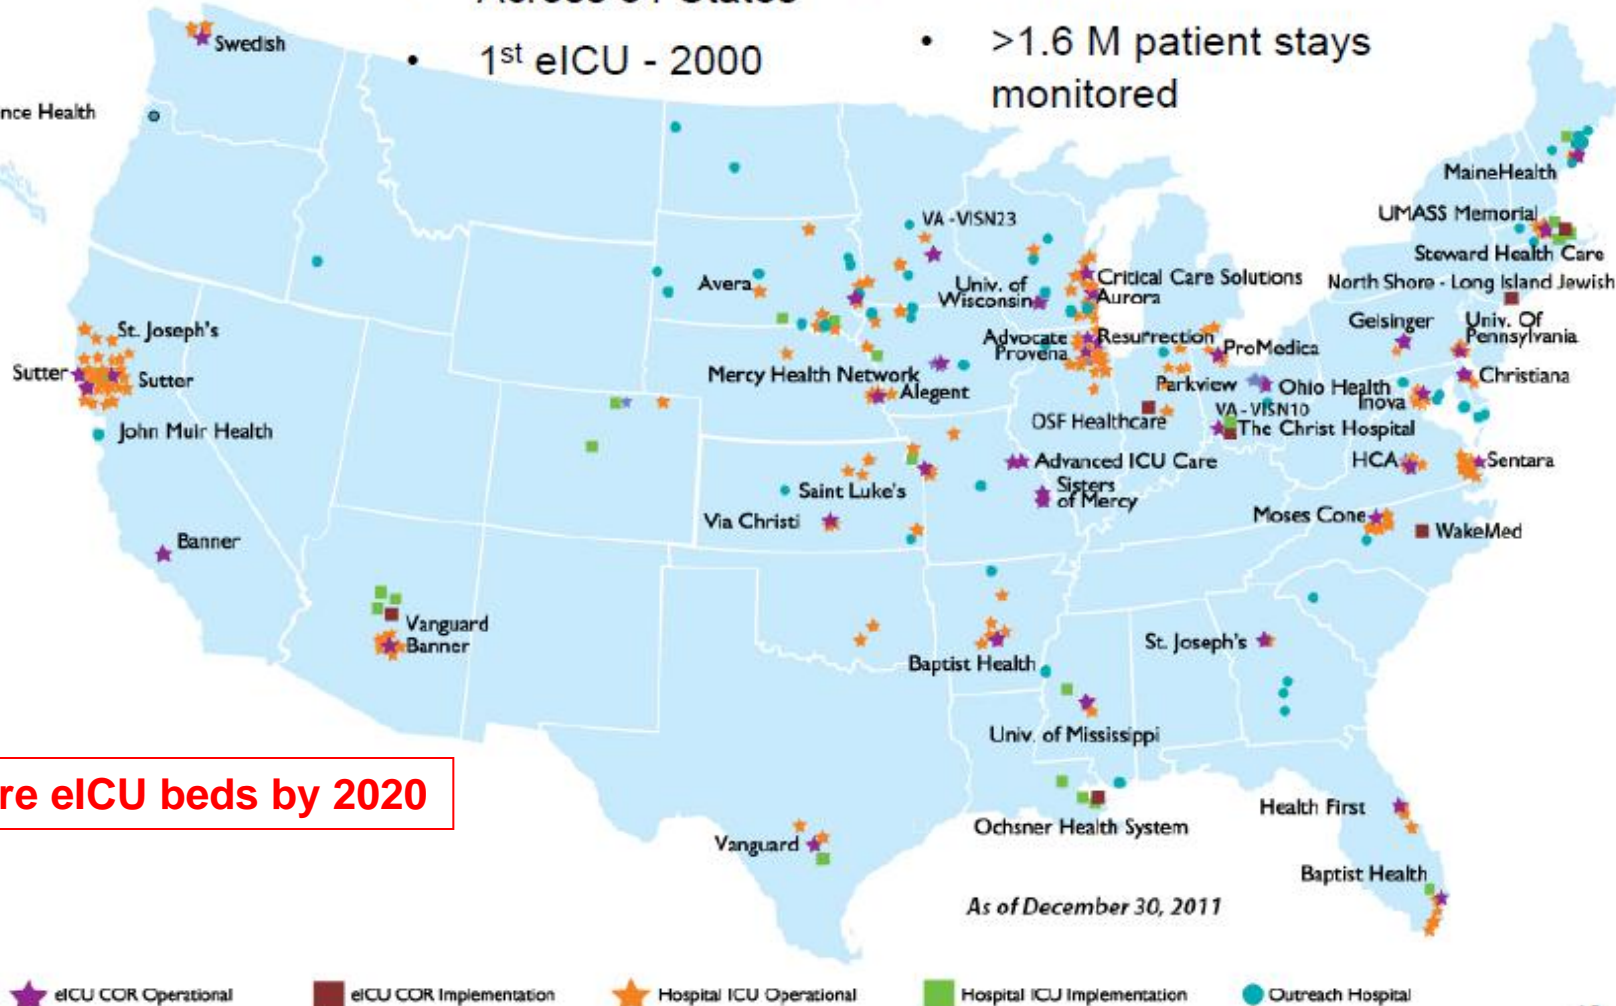 • 1st eICU - 2000
• >1.6 M patient stays
monitored
Swedish
nce Health
MaineHealth
UMASS Memorial
Steward Health Care
North Shore - Long Island Jewish
VA -VISN23
Avera
Univ. of
Wisconsin
Critical Care Solutions
Aurora
Geisinger
Univ. Of
Pennsylvania
St. Joseph's
Sutter
Sutter
John Muir Health
Advocate
Provena
Resurrection
ProMedica
Mercy Health Network
Alegent
Parkview
Ohio Health
Inova
Christiana
OSF Healthcare
VA - VISN10
The Christ Hospital
Advanced ICU Care
HCA
Sentara
Saint Luke's
Sisters
of Mercy
Via Christi
Moses Cone
WakeMed
Banner
Vanguard
Banner
Baptist Health
St. Joseph's
Univ. of Mississippi
re eICU beds by 2020
Vanguard
Ochsner Health System
Health First
Baptist Health
As of December 30, 2011
eICU COR Operational
eICU COR Implementation
Hospital ICU Operational
Hospital ICU Implementation
Outreach Hospital